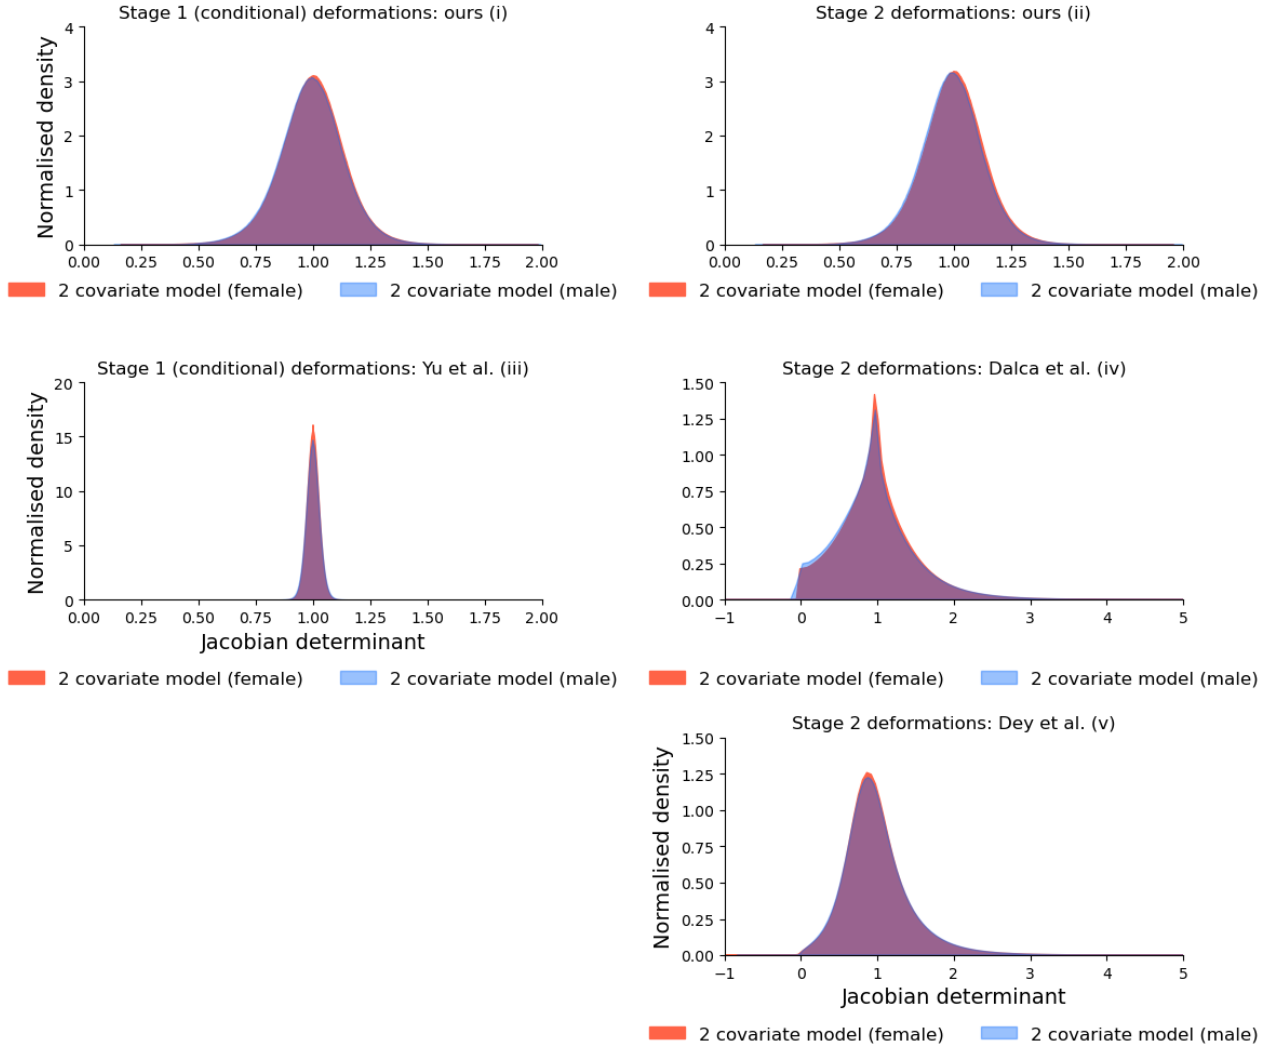 Stage 1 (conditional) deformations: ours (i)
Normalised density
4
3
2
1
0
0.00 0.25 0.50 0.75 1.00 1.25 1.50 1.75 2.00
2 covariate model (female) 2 covariate model (male)
Stage 2 deformations: ours (ii)
4
3
2
1
0
0.00 0.25 0.50 0.75 1.00 1.25 1.50 1.75 2.00
2 covariate model (female) 2 covariate model (male)
Stage 1 (conditional) deformations: Yu et al. (iii)
Normalised density
20
15
10
5
0
0.00 0.25 0.50 0.75 1.00 1.25 1.50 1.75 2.00
Jacobian determinant
2 covariate model (female) 2 covariate model (male)
Stage 2 deformations: Dalca et al. (iv)
1.50
1.25
1.00
0.75
0.50
0.25
0.00
−1 0 1 2 3 4 5
2 covariate model (female) 2 covariate model (male)
Stage 2 deformations: Dey et al. (v)
Normalised density
1.50
1.25
1.00
0.75
0.50
0.25
0.00
−1 0 1 2 3 4 5
Jacobian determinant
2 covariate model (female) 2 covariate model (male)